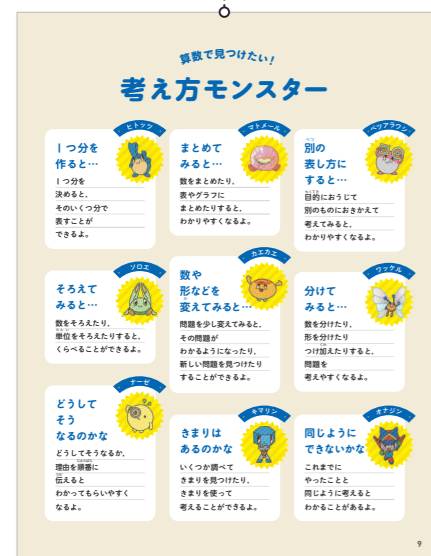 算数で見つけたい！
考え方モンスター
ヒトッツ
1つ分を
作ると…
1つ分を
決めると、
そのいくつ分で
表すことが
できるよ。
マトメール
まとめて
みると…
数をまとめたり、
表やグラフに
まとめたりすると、
わかりやすくなるよ。
ベツアラワシ
別の
表し方に
すると…
目的におうじて
別のものにおきかえて
考えてみると、
わかりやすくなるよ。
ソロエ
そろえて
みると…
数をそろえたり、
単位をそろえたりすると、
くらべることができるよ。
カエカエ
数や
形などを
変えてみると…
問題を少し変えてみると、
その問題が
わかるようになったり、
新しい問題を見つけたり
することができるよ。
ワッケル
分けて
みると…
数を分けたり、
形を分けたり
つけ加えたりすると、
問題を
考えやすくなるよ。
ナーゼ
どうして
そう
なるのかな
どうしてそうなるか、
理由を順番に
伝えると
わかってもらいやすく
なるよ。
キマリン
きまりは
あるのかな
いくつか調べて
きまりを見つけたり、
きまりを使って
考えることができるよ。
オナジン
同じように
できないかな
これまでに
やったことと
同じように考えると
わかることがあるよ。
9